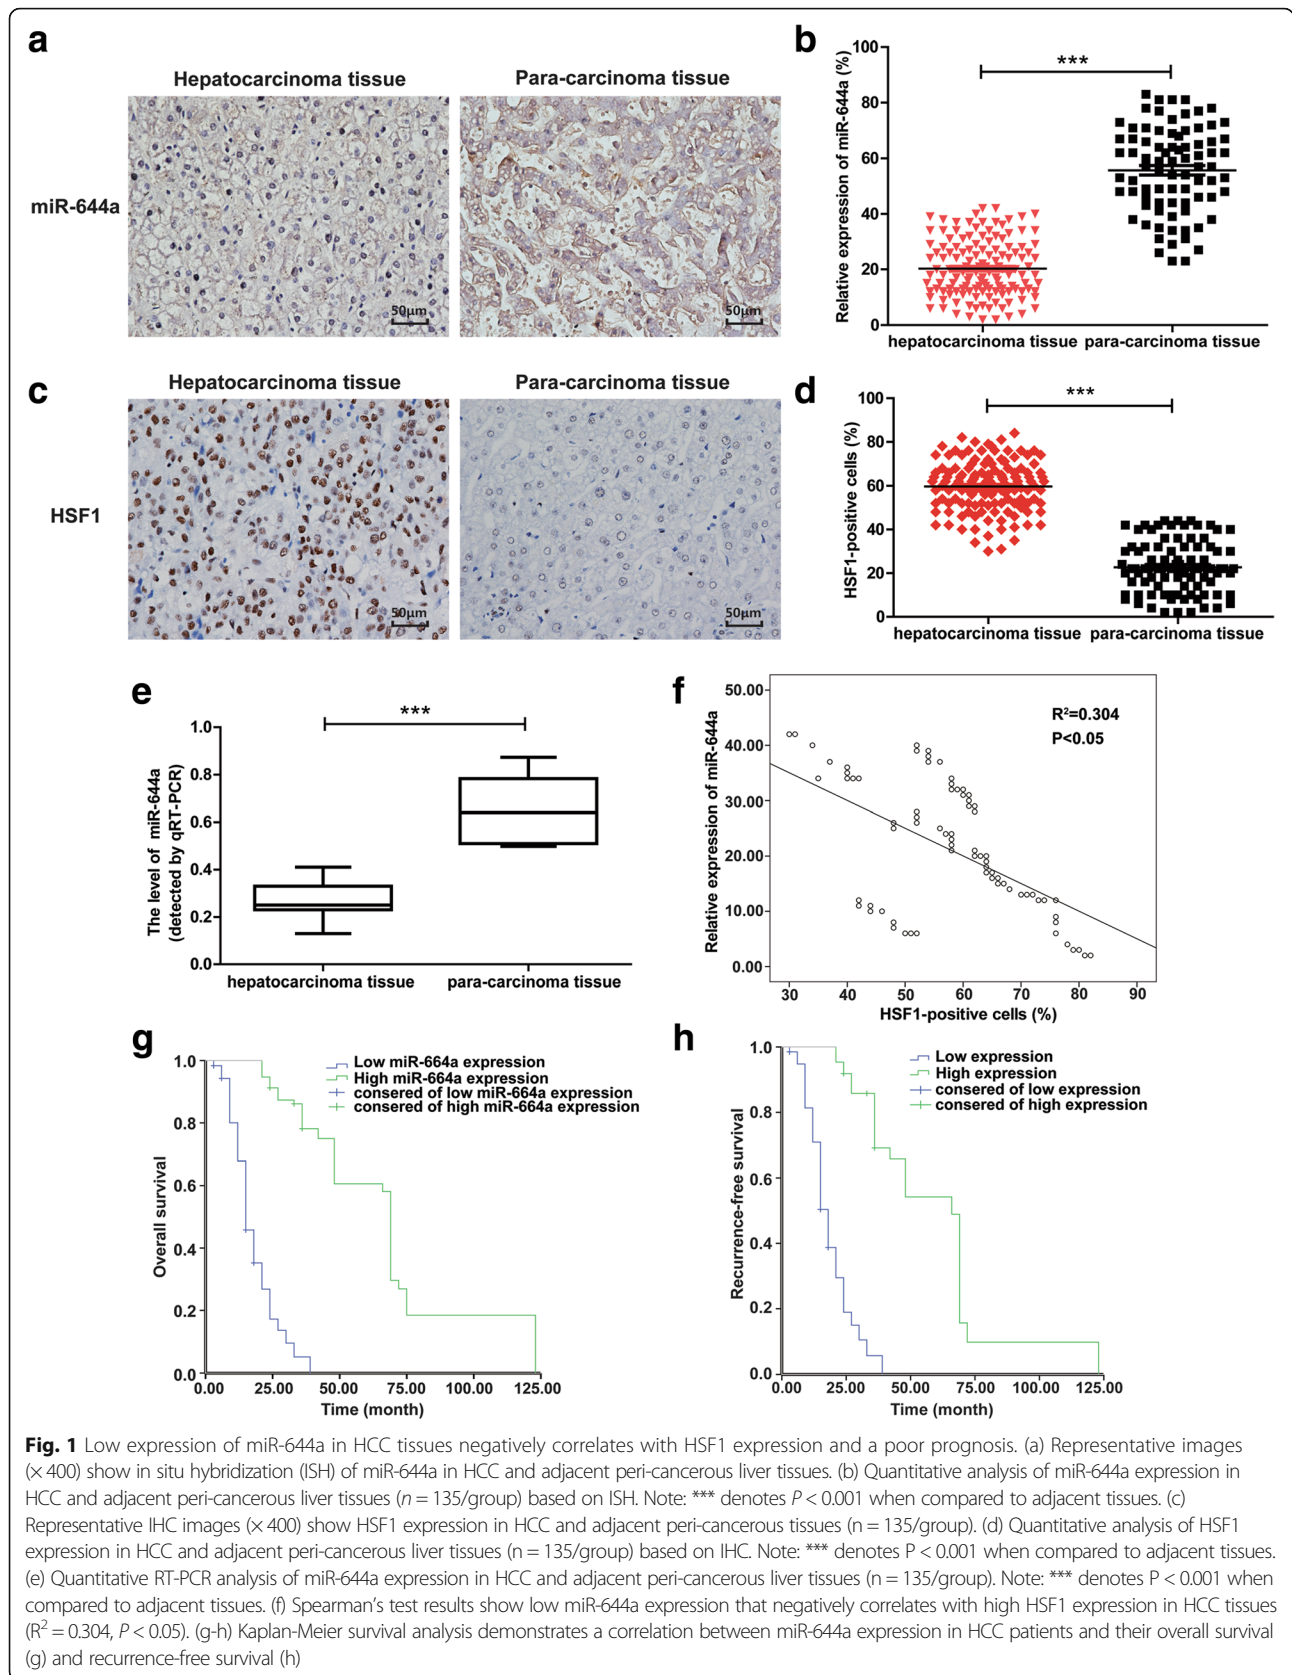 a
Hepatocarcinoma tissue
Para-carcinoma tissue
miR-644a
50μm
50μm
b
Relative expression of miR-644a (%)
100
80
60
40
20
0
***
hepatocarcinoma tissue
para-carcinoma tissue
c
Hepatocarcinoma tissue
Para-carcinoma tissue
HSF1
50μm
50μm
d
HSF1-positive cells (%)
100
80
60
40
20
0
***
hepatocarcinoma tissue
para-carcinoma tissue
e
The level of miR-644a
(detected by qRT-PCR)
1.0
0.8
0.6
0.4
0.2
0.0
***
hepatocarcinoma tissue
para-carcinoma tissue
f
Relative expression of miR-644a
50.00
40.00
30.00
20.00
10.00
0.00
R²=0.304
P<0.05
30 40 50 60 70 80 90
HSF1-positive cells (%)
g
Overall survival
1.0
0.8
0.6
0.4
0.2
0.0
Low miR-664a expression
High miR-664a expression
consered of low miR-664a expression
consered of high miR-664a expression
0.00 25.00 50.00 75.00 100.00 125.00
Time (month)
h
Recurrence-free survival
1.0
0.8
0.6
0.4
0.2
0.0
Low expression
High expression
consered of low expression
consered of high expression
0.00 25.00 50.00 75.00 100.00 125.00
Time (month)
Fig. 1 Low expression of miR-644a in HCC tissues negatively correlates with HSF1 expression and a poor prognosis. (a) Representative images
(× 400) show in situ hybridization (ISH) of miR-644a in HCC and adjacent peri-cancerous liver tissues. (b) Quantitative analysis of miR-644a expression in
HCC and adjacent peri-cancerous liver tissues (n = 135/group) based on ISH. Note: *** denotes P < 0.001 when compared to adjacent tissues. (c)
Representative IHC images (× 400) show HSF1 expression in HCC and adjacent peri-cancerous tissues (n = 135/group). (d) Quantitative analysis of HSF1
expression in HCC and adjacent peri-cancerous liver tissues (n = 135/group) based on IHC. Note: *** denotes P < 0.001 when compared to adjacent tissues.
(e) Quantitative RT-PCR analysis of miR-644a expression in HCC and adjacent peri-cancerous liver tissues (n = 135/group). Note: *** denotes P < 0.001 when
compared to adjacent tissues. (f) Spearman's test results show low miR-644a expression that negatively correlates with high HSF1 expression in HCC tissues
(R² = 0.304, P < 0.05). (g-h) Kaplan-Meier survival analysis demonstrates a correlation between miR-644a expression in HCC patients and their overall survival
(g) and recurrence-free survival (h)